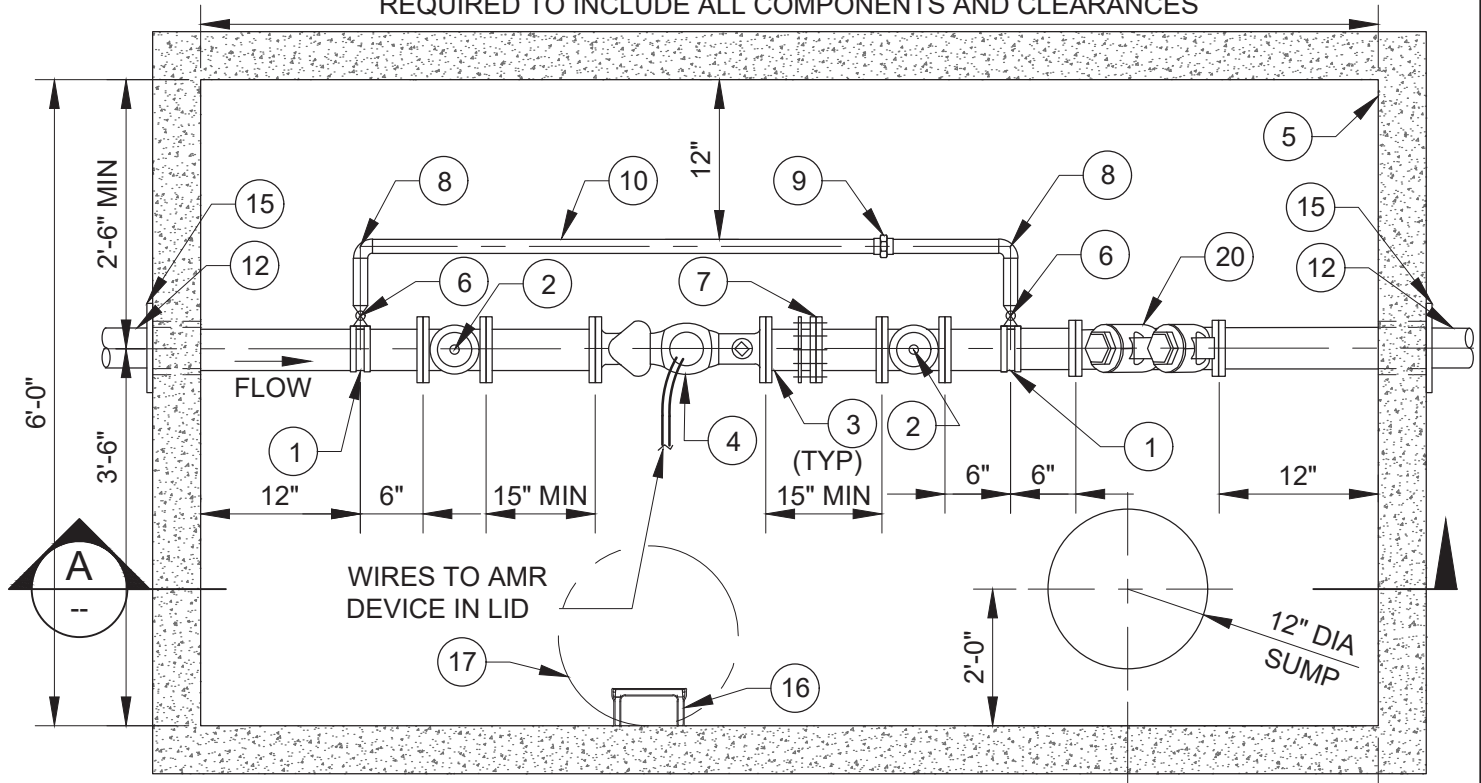 REQUIRED TO INCLUDE ALL COMPONENTS AND CLEARANCES
5
12"
2'-6" MIN
8
10
9
8
15
15
12
6
2
7
6
20
12
FLOW
6'-0"
3'-6"
1
4
3
(TYP)
2
1
12"
6"
15" MIN
15" MIN
6"
6"
12"
A
--
WIRES TO AMR
DEVICE IN LID
17
16
2'-0"
12" DIA
SUMP